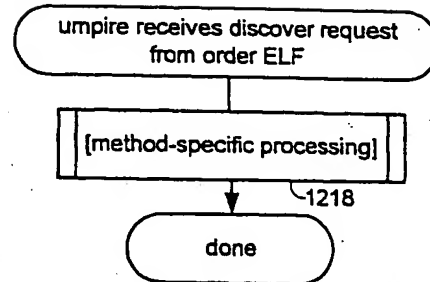 umpire receives discover request
from order ELF
[method-specific processing]
1218
done